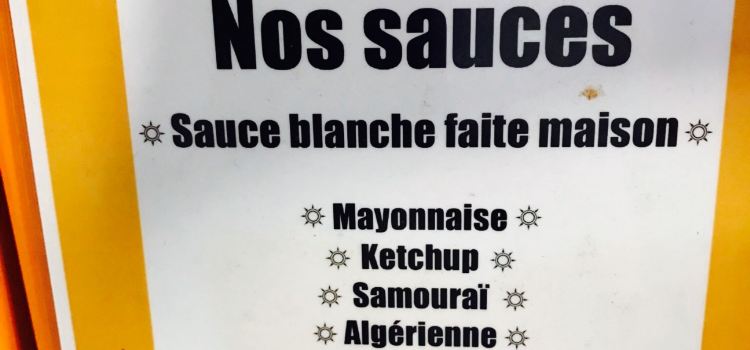 Nos sauces
Sauce blanche faite maison
Mayonnaise
Ketchup
Samouraï
Algérienne